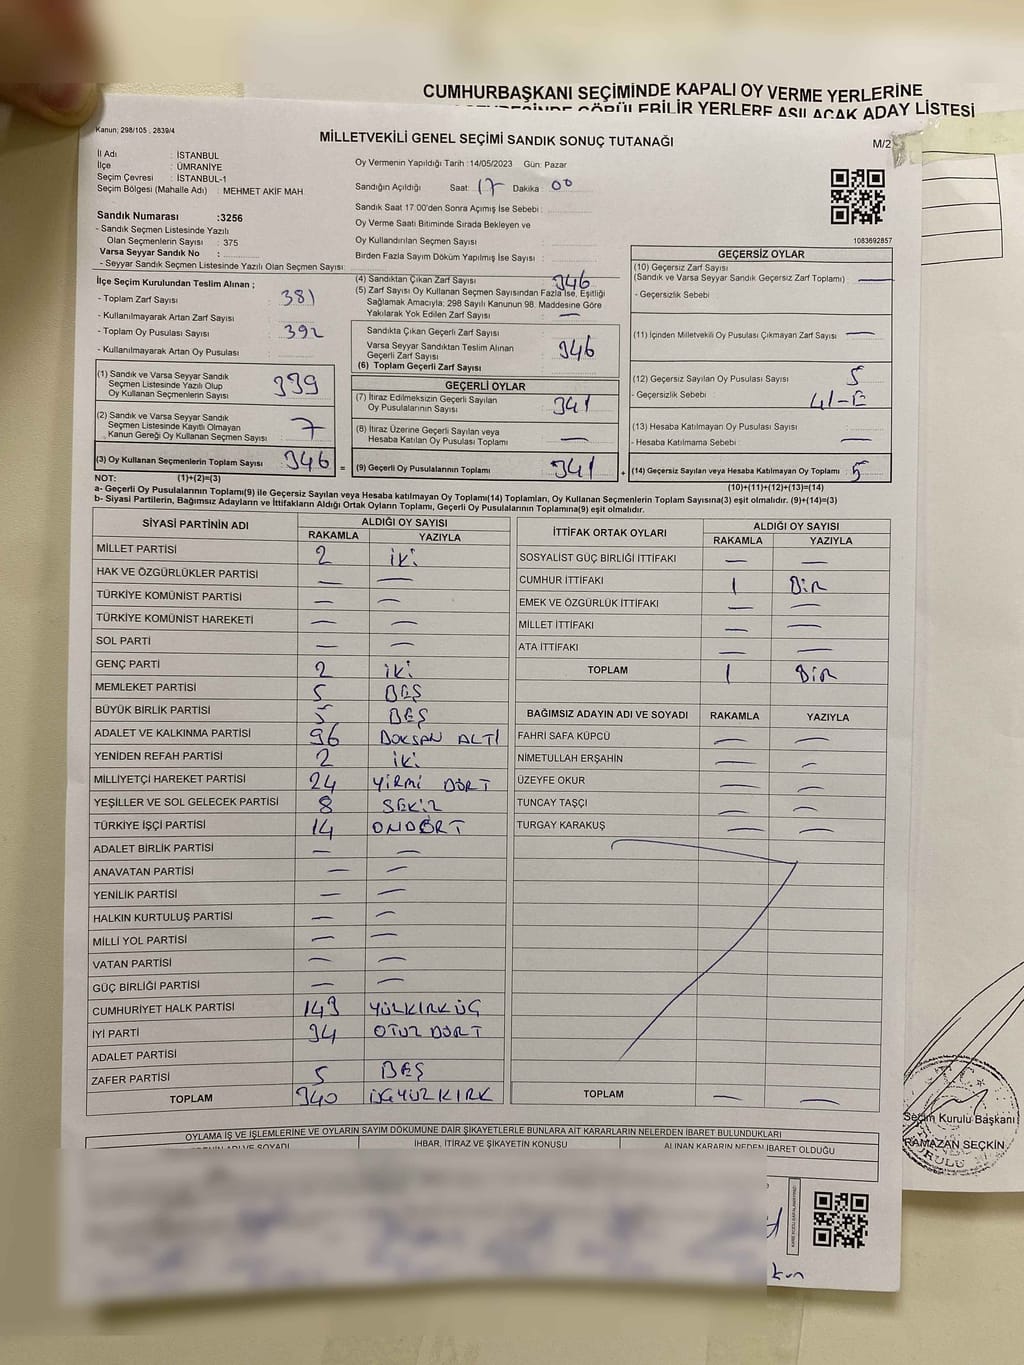 CUMHURBAŞKANI SEÇİMİNDE KAPALI OY VERME YERLERİNE
GÖRÜLEBİLİR YERLERE ASILACAK ADAY LİSTESİ
Kanun; 298/105 , 2839/4
MİLLETVEKİLİ GENEL SEÇİMİ SANDIK SONUÇ TUTANAĞI
M/2
İl Adı : İSTANBUL
İlçe : ÜMRANİYE
Seçim Çevresi : İSTANBUL-1
Seçim Bölgesi (Mahalle Adı) : MEHMET AKİF MAH.
Oy Vermenin Yapıldığı Tarih :14/05/2023 Gün: Pazar
Sandığın Açıldığı Saat: 17 Dakika : 00
Sandık Saat 17:00'den Sonra Açımış İse Sebebi :
Oy Verme Saati Bitiminde Sırada Bekleyen ve
Oy Kullandırılan Seçmen Sayısı :
Birden Fazla Sayım Döküm Yapılmış İse Sayısı :
1083692857
Sandık Numarası :3256
- Sandık Seçmen Listesinde Yazılı
Olan Seçmenlerin Sayısı : 375
Varsa Seyyar Sandık No :
- Seyyar Sandık Seçmen Listesinde Yazılı Olan Seçmen Sayısı:
İlçe Seçim Kurulundan Teslim Alınan ;
- Toplam Zarf Sayısı : 381
- Kullanılmayarak Artan Zarf Sayısı :
- Toplam Oy Pusulası Sayısı : 392
- Kullanılmayarak Artan Oy Pusulası :
(1) Sandık ve Varsa Seyyar Sandık
Seçmen Listesinde Yazılı Olup
Oy Kullanan Seçmenlerin Sayısı : 339
(2) Sandık ve Varsa Seyyar Sandık
Seçmen Listesinde Kayıtlı Olmayan
Kanun Gereği Oy Kullanan Seçmen Sayısı : 7
(3) Oy Kullanan Seçmenlerin Toplam Sayısı : 346 =
(4) Sandıktan Çıkan Zarf Sayısı : 346
(5) Zarf Sayısı Oy Kullanan Seçmen Sayısından Fazla İse, Eşitliği
Sağlamak Amacıyla; 298 Sayılı Kanunun 98. Maddesine Göre
Yakılarak Yok Edilen Zarf Sayısı : —
Sandıkta Çıkan Geçerli Zarf Sayısı :
Varsa Seyyar Sandıktan Teslim Alınan
Geçerli Zarf Sayısı : 346
(6) Toplam Geçerli Zarf Sayısı :
GEÇERLİ OYLAR
(7) İtiraz Edilmeksizin Geçerli Sayılan
Oy Pusulalarının Sayısı : 341
(8) İtiraz Üzerine Geçerli Sayılan veya
Hesaba Katılan Oy Pusulası Toplamı : —
(9) Geçerli Oy Pusulalarının Toplamı : 341 +
GEÇERSİZ OYLAR
(10) Geçersiz Zarf Sayısı
(Sandık ve Varsa Seyyar Sandık Geçersiz Zarf Toplamı) : —
- Geçersizlik Sebebi :
(11) İçinden Milletvekili Oy Pusulası Çıkmayan Zarf Sayısı : —
(12) Geçersiz Sayılan Oy Pusulası Sayısı : 5
- Geçersizlik Sebebi :
(13) Hesaba Katılmayan Oy Pusulası Sayısı :
- Hesaba Katılmama Sebebi : —
(14) Geçersiz Sayılan veya Hesaba Katılmayan Oy Toplamı : 5
NOT: (1)+(2)=(3)
(10)+(11)+(12)+(13)=(14)
a- Geçerli Oy Pusulalarının Toplamı(9) ile Geçersiz Sayılan veya Hesaba katılmayan Oy Toplamı(14) Toplamları, Oy Kullanan Seçmenlerin Toplam Sayısına(3) eşit olmalıdır. (9)+(14)=(3)
b- Siyasi Partilerin, Bağımsız Adayların ve İttifakların Aldığı Ortak Oyların Toplamı, Geçerli Oy Pusulalarının Toplamına(9) eşit olmalıdır.
SİYASİ PARTİNİN ADI ALDIĞI OY SAYISI
RAKAMLA YAZIYLA
MİLLET PARTİSİ 2 İKİ
HAK VE ÖZGÜRLÜKLER PARTİSİ — —
TÜRKİYE KOMÜNİST PARTİSİ — —
TÜRKİYE KOMÜNİST HAREKETİ — —
SOL PARTİ — —
GENÇ PARTİ 2 İKİ
MEMLEKET PARTİSİ 5 BEŞ
BÜYÜK BİRLİK PARTİSİ 5 BEŞ
ADALET VE KALKINMA PARTİSİ 96 DOKSAN ALTI
YENİDEN REFAH PARTİSİ 2 İKİ
MİLLİYETÇİ HAREKET PARTİSİ 24 YİRMİ DÖRT
YEŞİLLER VE SOL GELECEK PARTİSİ 8 SEKİZ
TÜRKİYE İŞÇİ PARTİSİ 14 ONDÖRT
ADALET BİRLİK PARTİSİ — —
ANAVATAN PARTİSİ — —
YENİLİK PARTİSİ — —
HALKIN KURTULUŞ PARTİSİ — —
MİLLİ YOL PARTİSİ — —
VATAN PARTİSİ — —
GÜÇ BİRLİĞİ PARTİSİ — —
CUMHURİYET HALK PARTİSİ 143 YÜZKIRKÜÇ
İYİ PARTİ 34 OTUZ DÖRT
ADALET PARTİSİ
ZAFER PARTİSİ 5 BEŞ
TOPLAM 340 ÜÇYÜZKIRK
İTTİFAK ORTAK OYLARI ALDIĞI OY SAYISI
RAKAMLA YAZIYLA
SOSYALİST GÜÇ BİRLİĞİ İTTİFAKI — —
CUMHUR İTTİFAKI 1 BİR
EMEK VE ÖZGÜRLÜK İTTİFAKI — —
MİLLET İTTİFAKI — —
ATA İTTİFAKI — —
TOPLAM 1 BİR
BAĞIMSIZ ADAYIN ADI VE SOYADI RAKAMLA YAZIYLA
FAHRİ SAFA KÜPCÜ — —
NİMETULLAH ERŞAHİN — —
ÜZEYFE OKUR — —
TUNCAY TAŞÇI — —
TURGAY KARAKUŞ — —
TOPLAM — —
OYLAMA İŞ VE İŞLEMLERİNE VE OYLARIN SAYIM DÖKÜMÜNE DAİR ŞİKAYETLERLE BUNLARA AİT KARARLARIN NELERDEN İBARET BULUNDUKLARI
İHBAR, İTİRAZ VE ŞİKAYETİN KONUSU
ALINAN KARARIN NEDEN İBARET OLDUĞU
Seçim Kurulu Başkanı
RAMAZAN SEÇKİN
KURULU